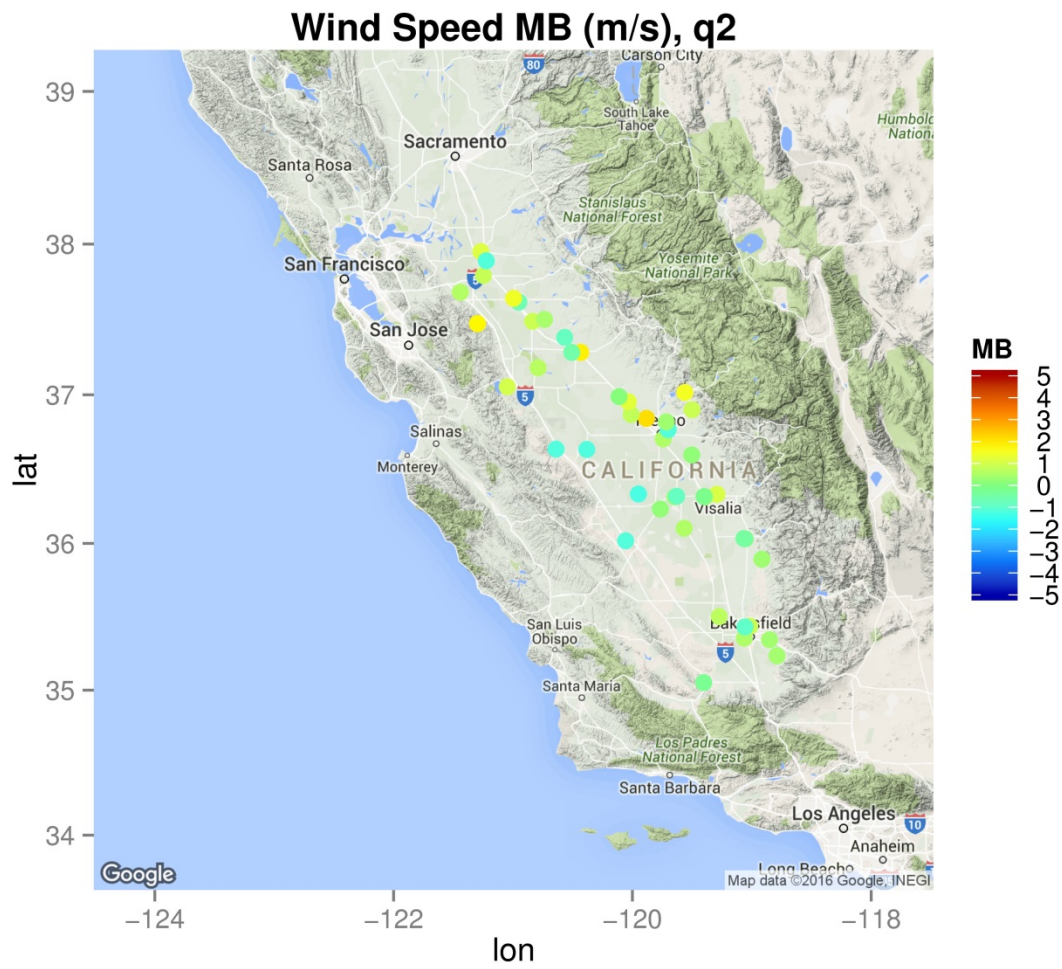 Wind Speed MB (m/s), q2
39
38
37
36
35
34
lat
−124
−122
−120
−118
lon
80
Carson City
South Lake
Tahoe
Sacramento
Santa Rosa
Stanislaus
National Forest
San Francisco
5
Yosemite
National Park
San Jose
5
Salinas
Monterey
CALIFORNIA
Visalia
San Luis
Obispo
5
Santa Maria
Los Padres
National Forest
Santa Barbara
Los Angeles
10
Anaheim
Long Beach
Google
Map data ©2016 Google, INEGI
MB
5
4
3
2
1
0
−1
−2
−3
−4
−5